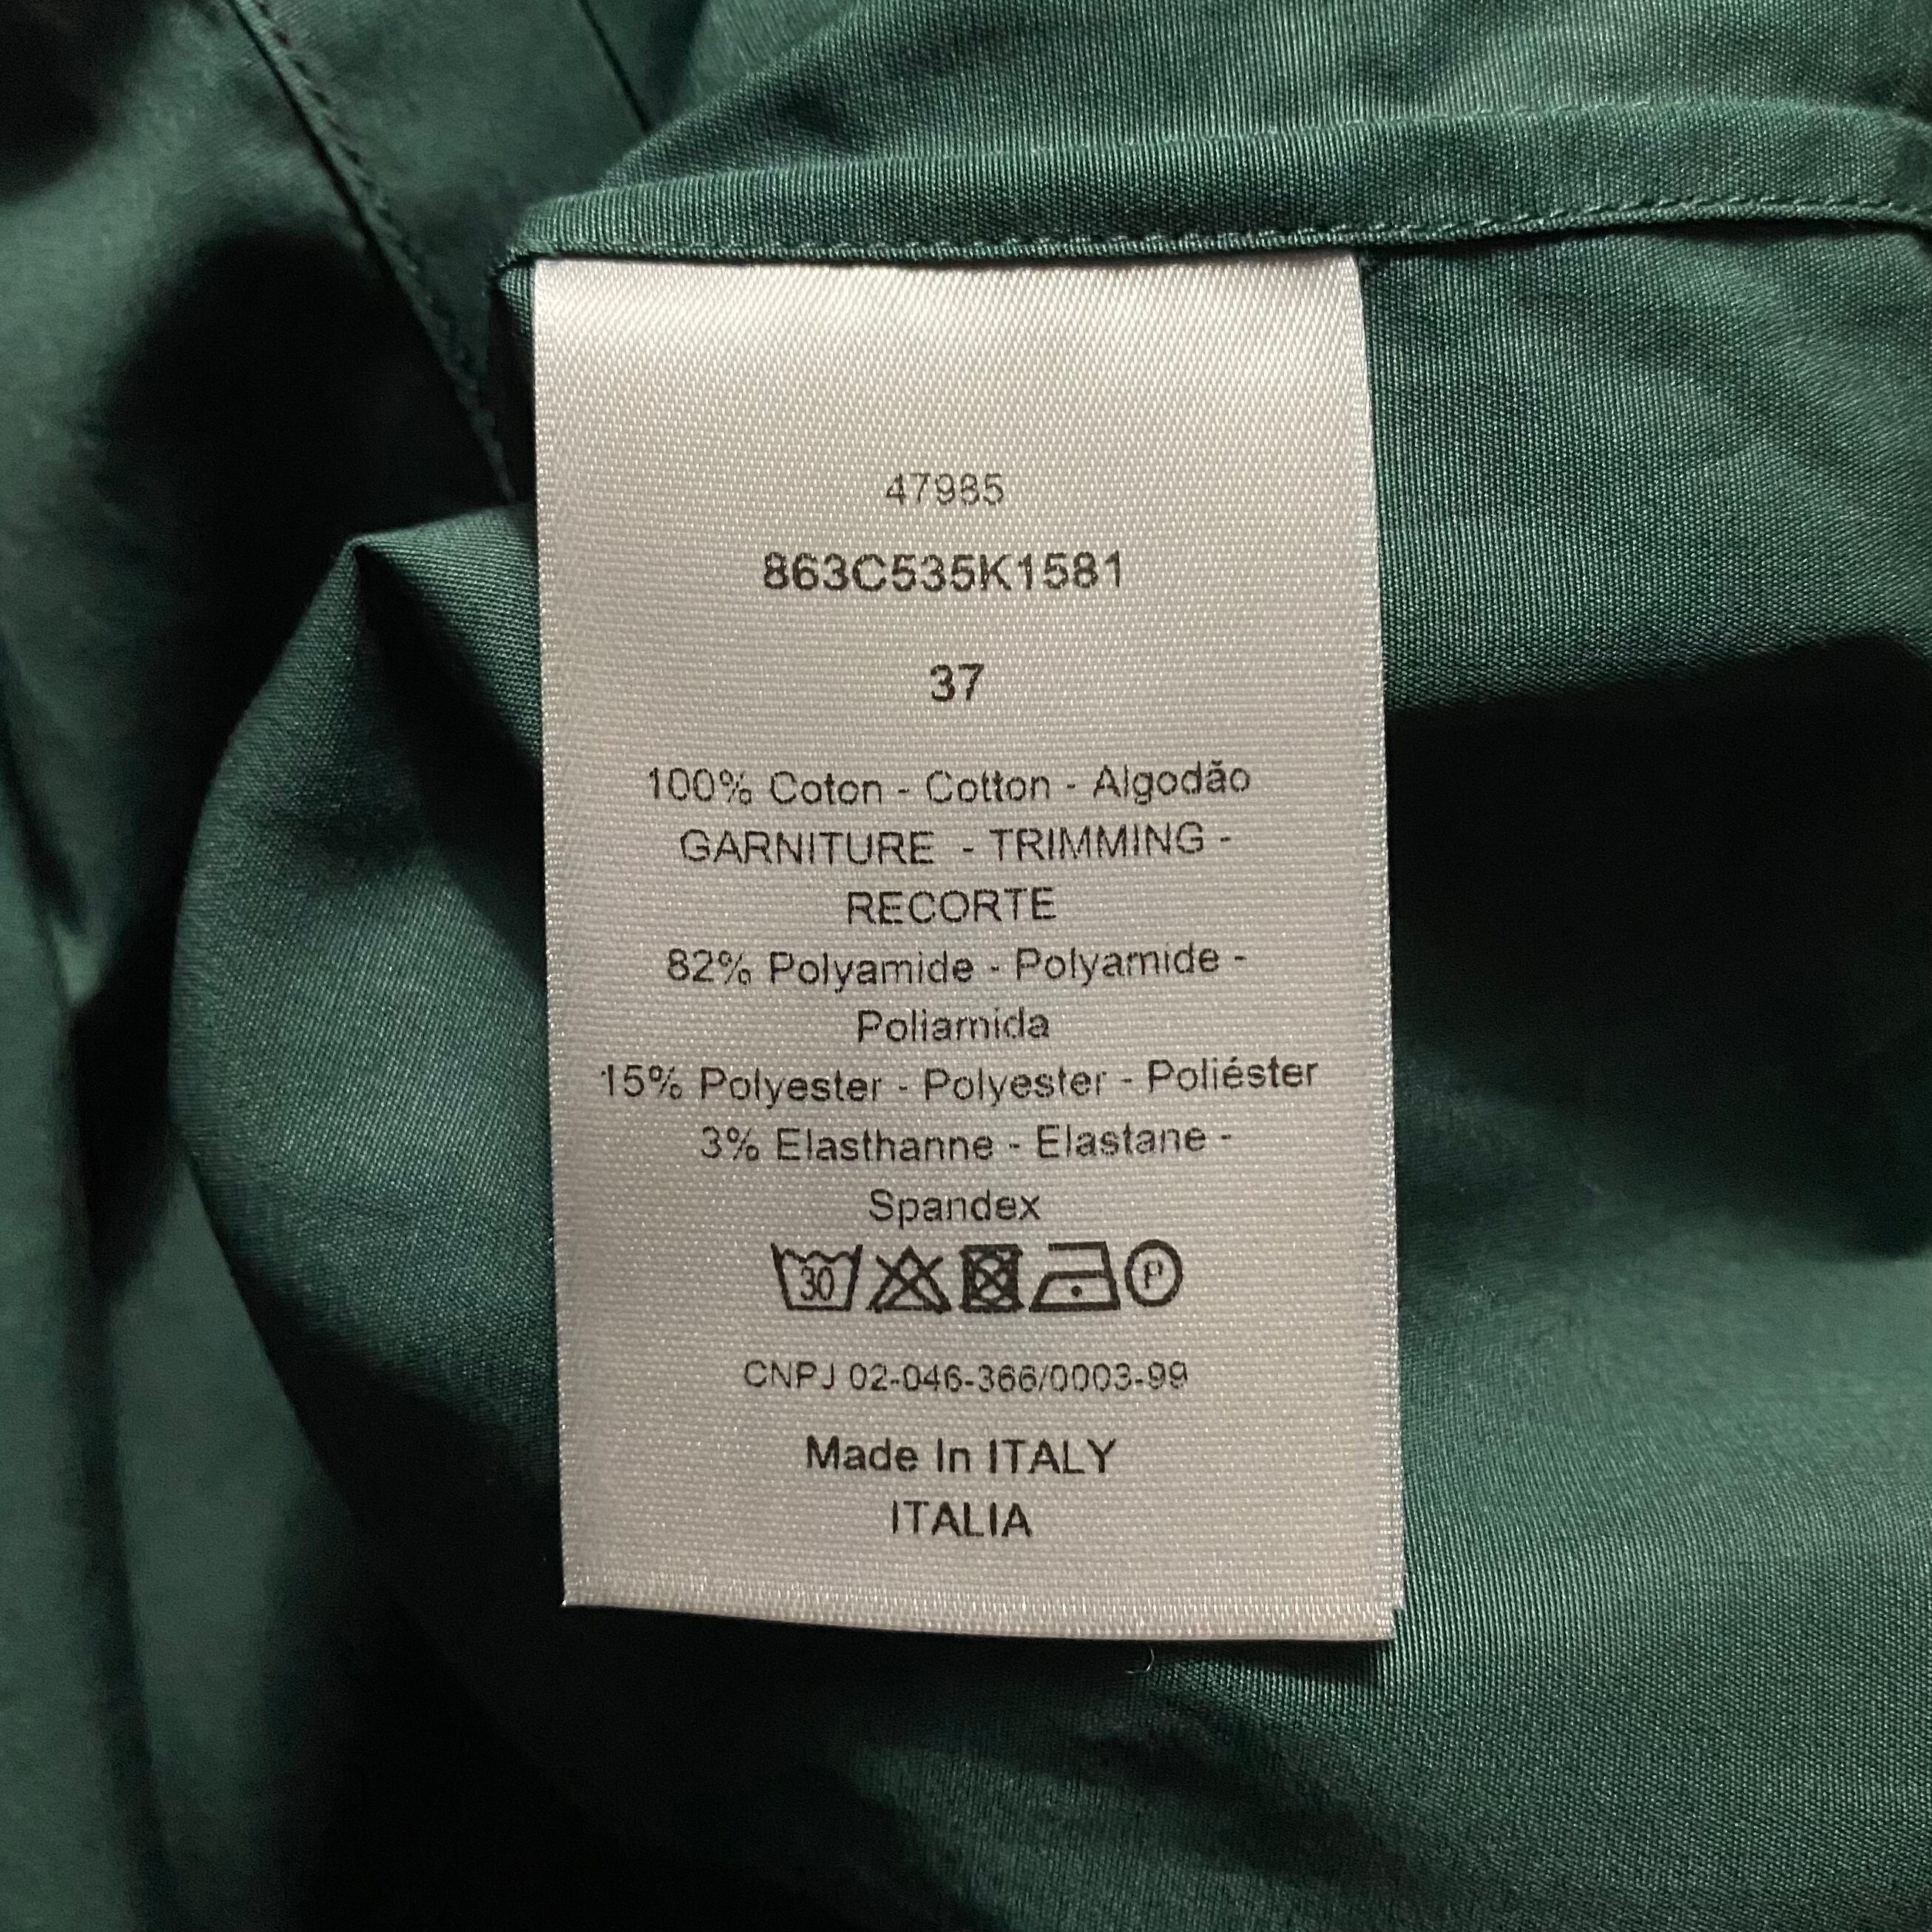 47985
863C535K1581
37
100% Coton - Cotton - Algodão
GARNITURE - TRIMMING -
RECORTE
82% Polyamide - Polyamide -
Poliamida
15% Polyester - Polyester - Poliéster
3% Elasthanne - Elastane -
Spandex
30 P
CNPJ 02-046-366/0003-99
Made In ITALY
ITALIA